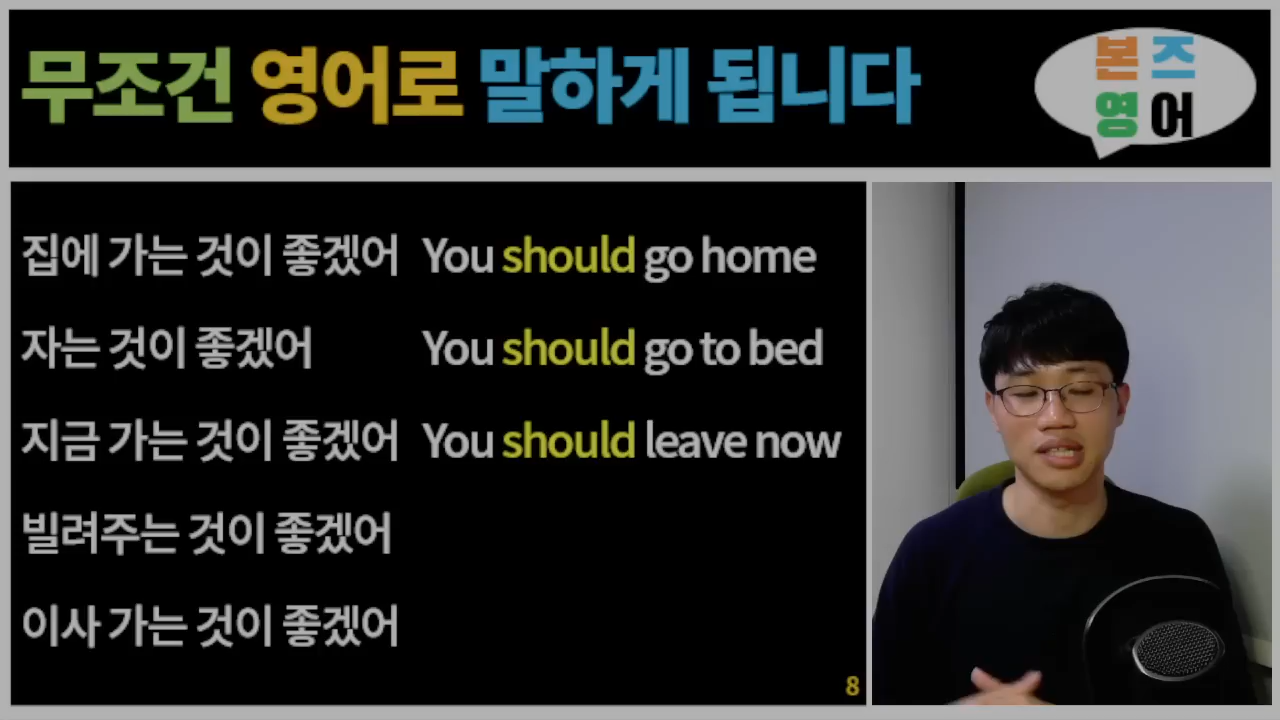 무조건 영어로 말하게 됩니다
본즈
영어
집에 가는 것이 좋겠어 You should go home
자는 것이 좋겠어 You should go to bed
지금 가는 것이 좋겠어 You should leave now
빌려주는 것이 좋겠어
이사 가는 것이 좋겠어
8